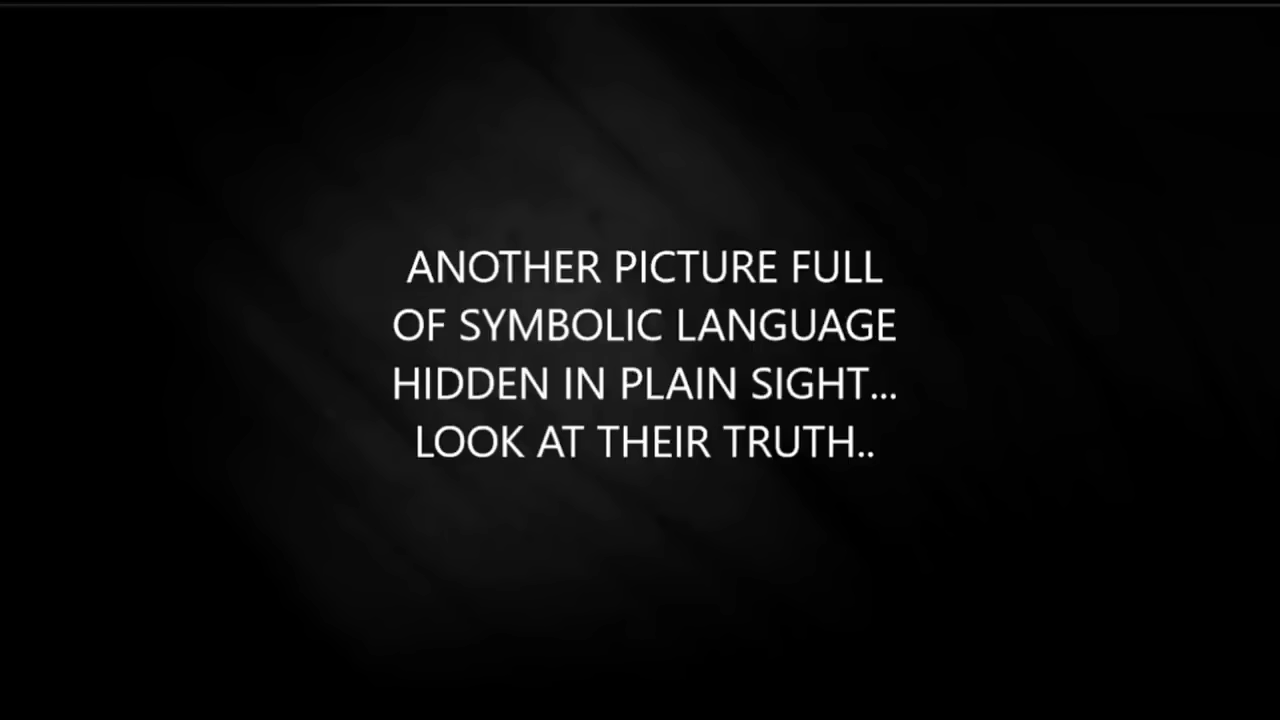 ANOTHER PICTURE FULL
OF SYMBOLIC LANGUAGE
HIDDEN IN PLAIN SIGHT...
LOOK AT THEIR TRUTH..